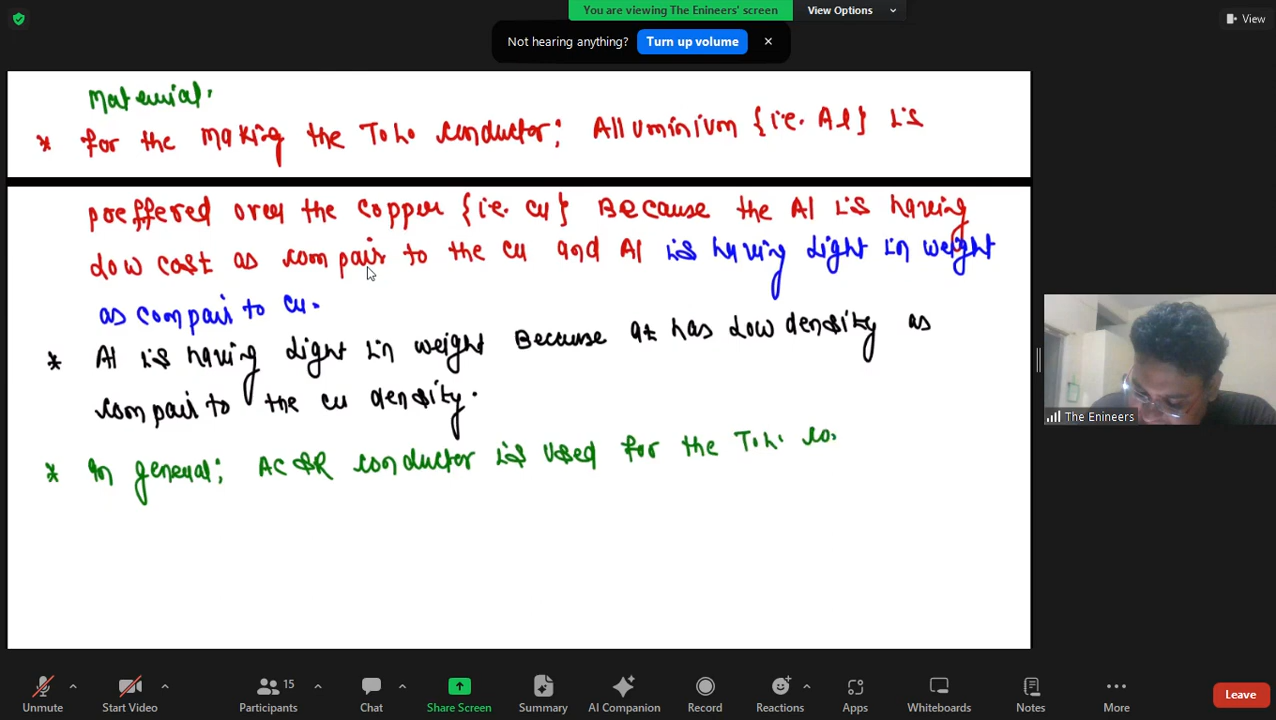 You are viewing The Enineers' screen
View Options
View
Not hearing anything?
Turn up volume
Material.
* for the making the T.L. conductor; Alluminium {i.e. Al} is
preffered over the copper {i.e. cu} Because the Al is having
low cost as compair to the cu and Al is having light in weight
as compair to cu.
* Al is having light in weight Because it has low density as
compair to the cu density.
* In general; ACSR conductor is used for the T.L. co.
The Enineers
Unmute
Start Video
Participants
15
Chat
Share Screen
Summary
AI Companion
Record
Reactions
Apps
Whiteboards
Notes
More
Leave